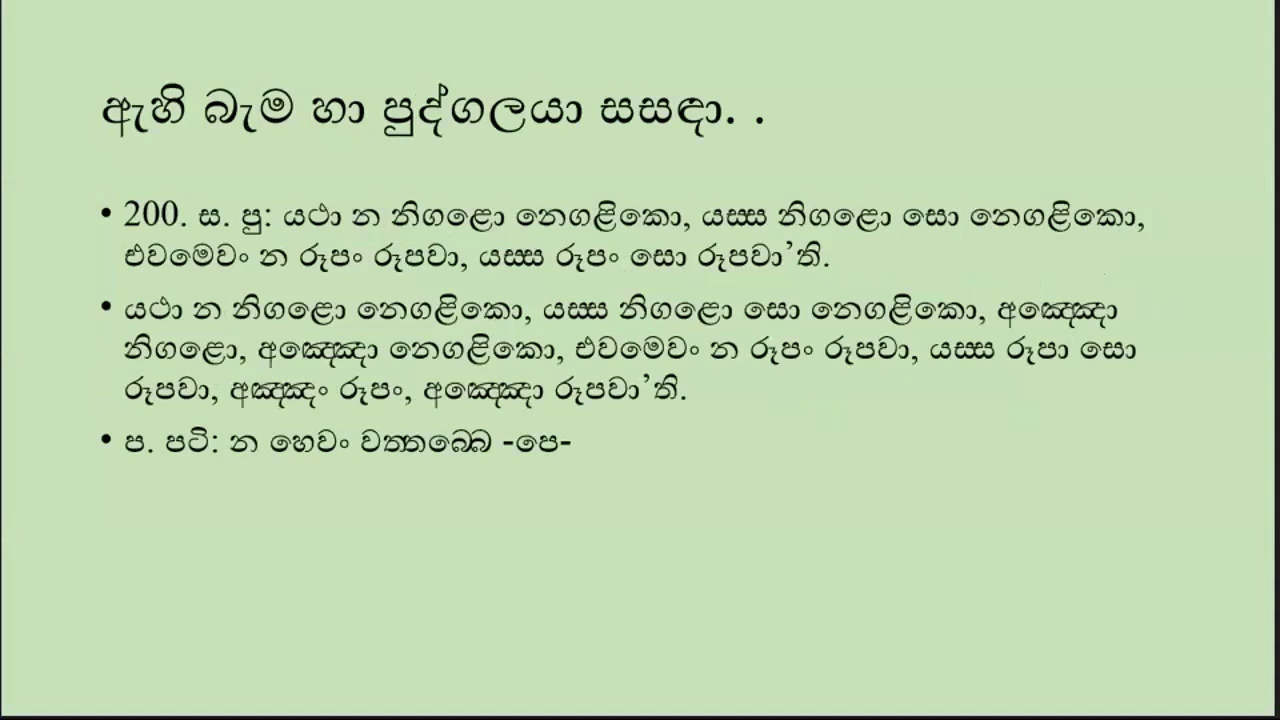 ඇහි බැම හා පුද්ගලයා සසඳා. .
• 200. ස. පු: යථා න නිගළො නෙගළිකො, යස්ස නිගළො සො නෙගළිකො,
එවමෙවං න රූපං රූපවා, යස්ස රූපං සො රූපවා’ති.
• යථා න නිගළො නෙගළිකො, යස්ස නිගළො සො නෙගළිකො, අඤ්ඤො
නිගළො, අඤ්ඤො නෙගළිකො, එවමෙවං න රූපං රූපවා, යස්ස රූපා සො
රූපවා, අඤ්ඤං රූපං, අඤ්ඤො රූපවා’ති.
• ප. පටි: න හෙවං වත්තබ්බෙ -පෙ-